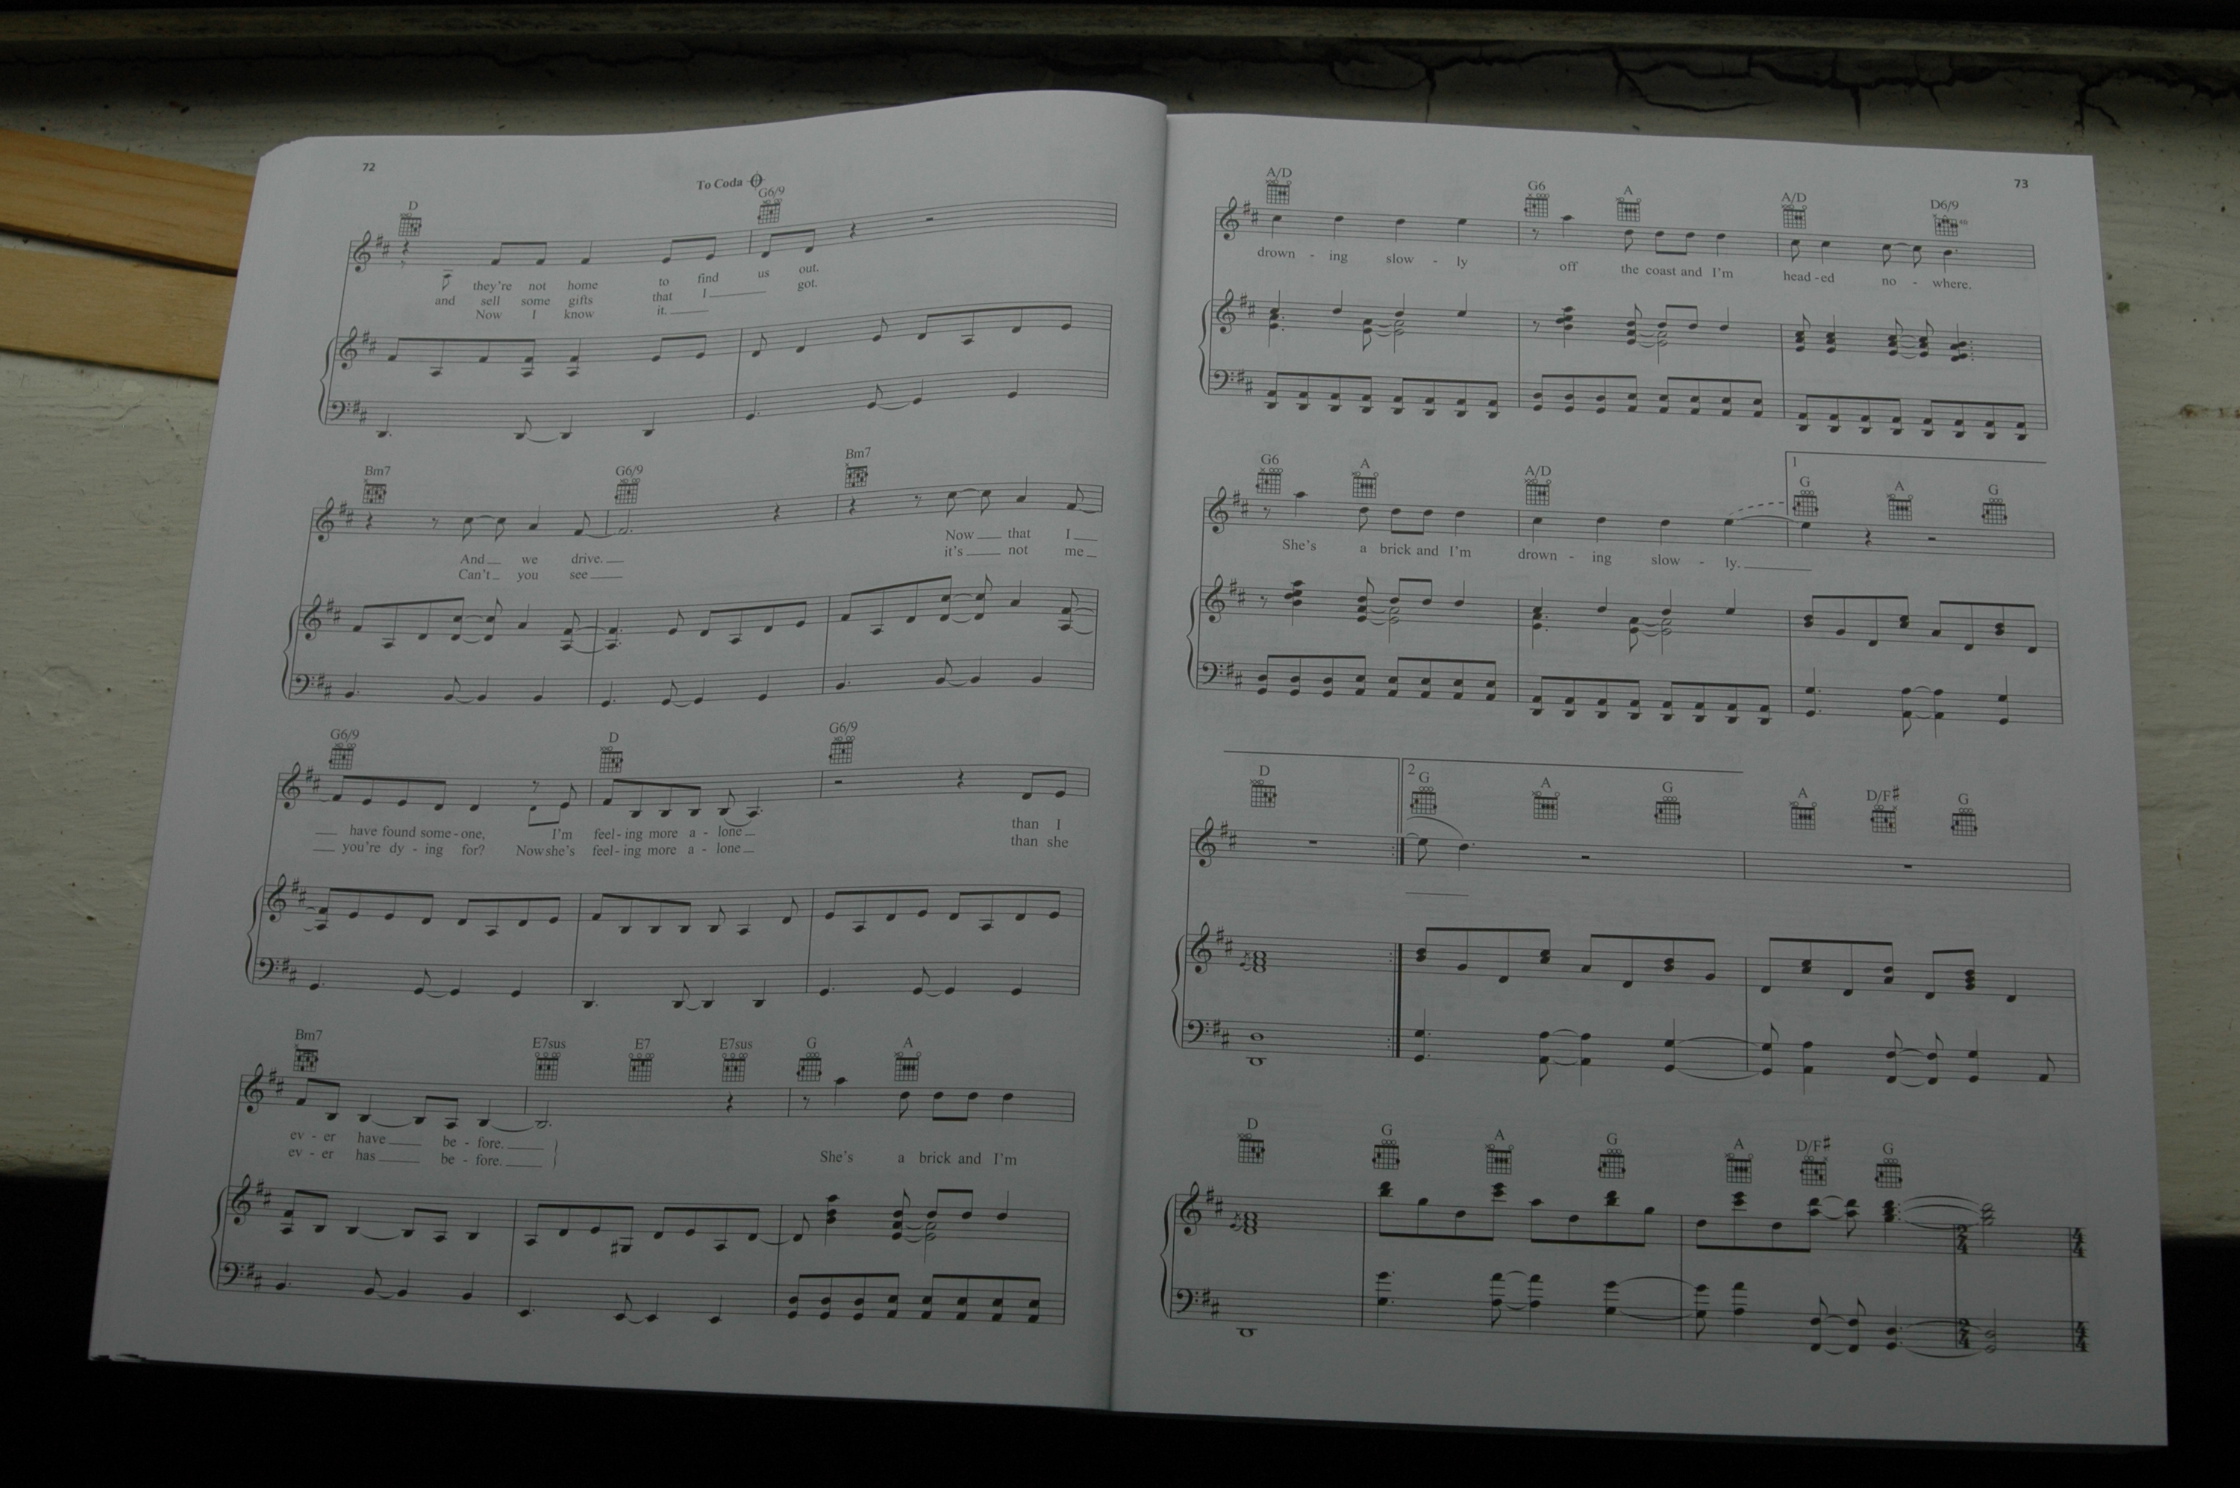 72
To Coda
D G6/9
they're not home to find us out.
and sell some gifts that I got.
Now I know it.
Bm7 G6/9 Bm7
And we drive. Now that I
Can't you see it's not me
G6/9 D G6/9
have found some - one, I'm feel - ing more a - lone than I
you're dy - ing for? Now she's feel - ing more a - lone than she
Bm7 E7sus E7 E7sus G A
ev - er have be - fore.
ev - er has be - fore. She's a brick and I'm
73
A/D G6 A A/D D6/9
drown - ing slow - ly off the coast and I'm head - ed no - where.
G6 A A/D 1 G A G
She's a brick and I'm drown - ing slow - ly.
D 2 G A G A D/F# G
D G A G A D/F# G
2/4 4/4